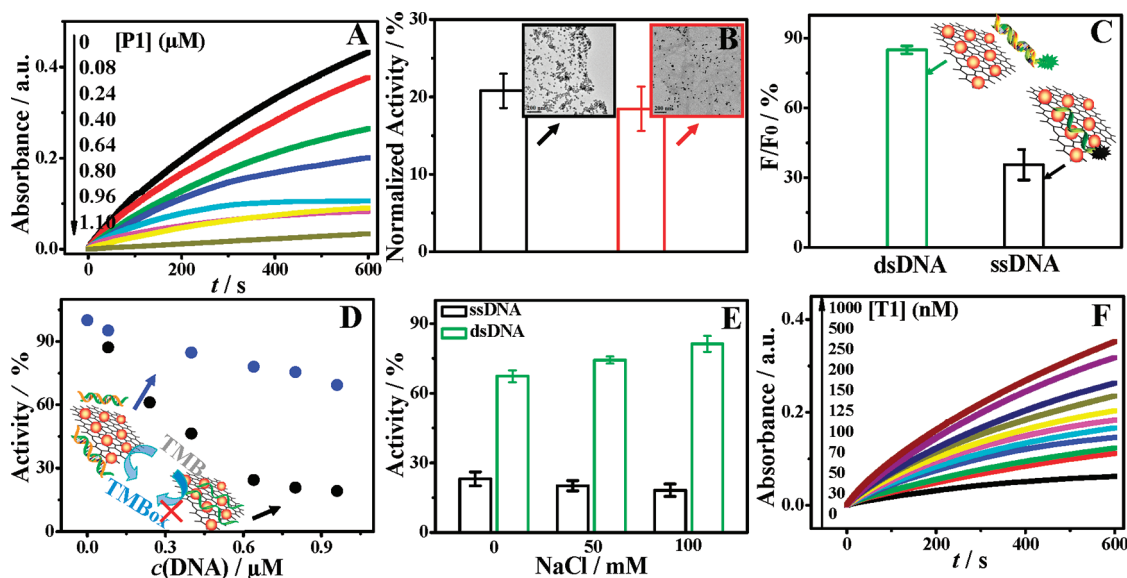 A
[P1] (μM)
0
0.08
0.24
0.40
0.64
0.80
0.96
1.10
Absorbance / a.u.
0.4
0.2
0.0
0 200 400 600
t / s
B
Normalized Activity / %
30
20
10
0
200 nm
200 nm
C
F/F0 / %
90
60
30
0
dsDNA ssDNA
D
Activity / %
90
60
30
0
TMB
TMBox
0.0 0.3 0.6 0.9
c(DNA) / μM
E
ssDNA
dsDNA
Activity / %
90
60
30
0
0 50 100
NaCl / mM
F
[T1] (nM)
1000
500
250
200
150
125
100
70
50
30
0
Absorbance / a.u.
0.4
0.2
0.0
0 200 400 600
t / s